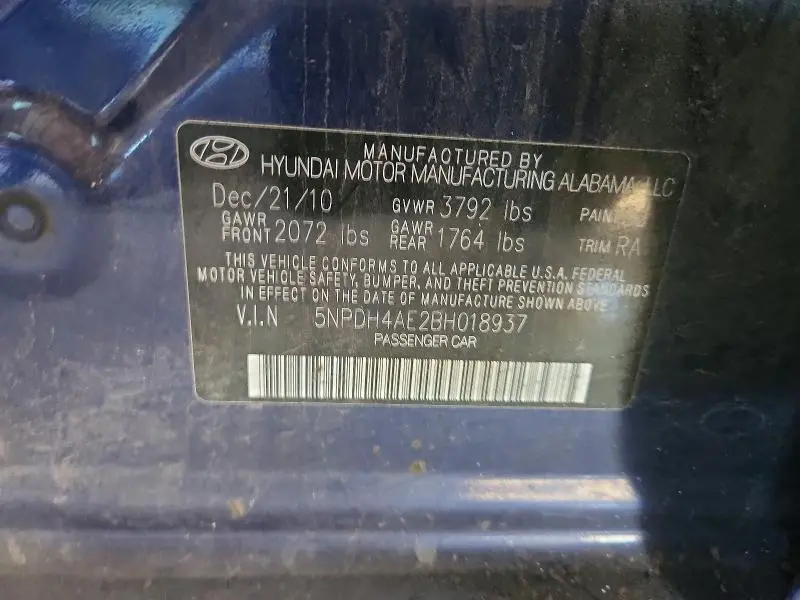 MANUFACTURED BY
HYUNDAI MOTOR MANUFACTURING ALABAMA, LLC
Dec/21/10 GVWR 3792 lbs PAINT
GAWR FRONT 2072 lbs GAWR REAR 1764 lbs TRIM RA
THIS VEHICLE CONFORMS TO ALL APPLICABLE U.S.A. FEDERAL
MOTOR VEHICLE SAFETY, BUMPER, AND THEFT PREVENTION STANDARDS
IN EFFECT ON THE DATE OF MANUFACTURE SHOWN ABOVE.
V.I.N 5NPDH4AE2BH018937
PASSENGER CAR